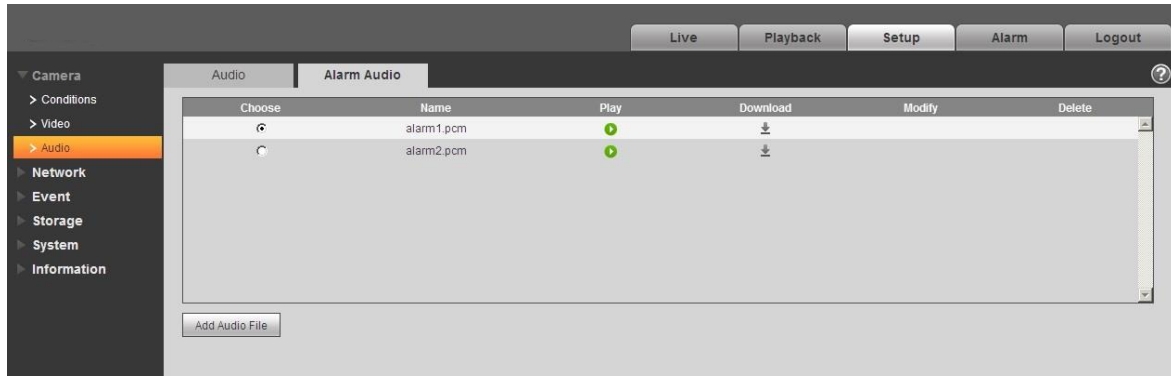 Live Playback Setup Alarm Logout
Camera
Conditions
Video
Audio
Network
Event
Storage
System
Information
Audio Alarm Audio
?
Choose Name Play Download Modify Delete
alarm1.pcm
alarm2.pcm
Add Audio File